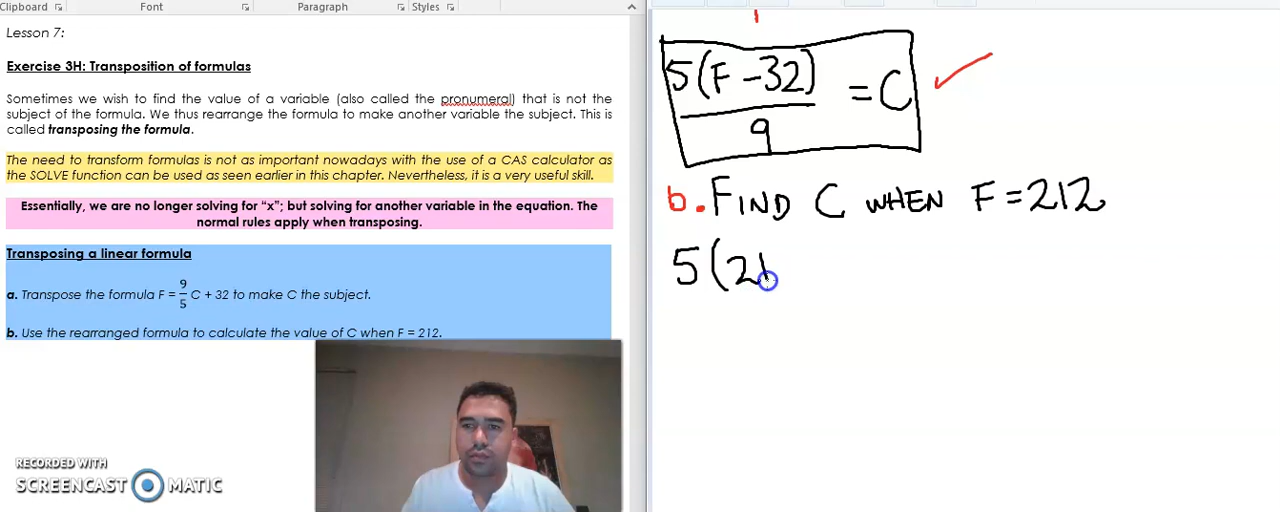 Clipboard Font Paragraph Styles
Lesson 7:
Exercise 3H: Transposition of formulas
Sometimes we wish to find the value of a variable (also called the pronumeral) that is not the
subject of the formula. We thus rearrange the formula to make another variable the subject. This is
called transposing the formula.
The need to transform formulas is not as important nowadays with the use of a CAS calculator as
the SOLVE function can be used as seen earlier in this chapter. Nevertheless, it is a very useful skill.
Essentially, we are no longer solving for “x”; but solving for another variable in the equation. The
normal rules apply when transposing.
Transposing a linear formula
a. Transpose the formula F = 9/5 C + 32 to make C the subject.
b. Use the rearranged formula to calculate the value of C when F = 212.
RECORDED WITH
SCREENCAST MATIC
5(F - 32)
= C
9
b. FIND C WHEN F = 212
5(21